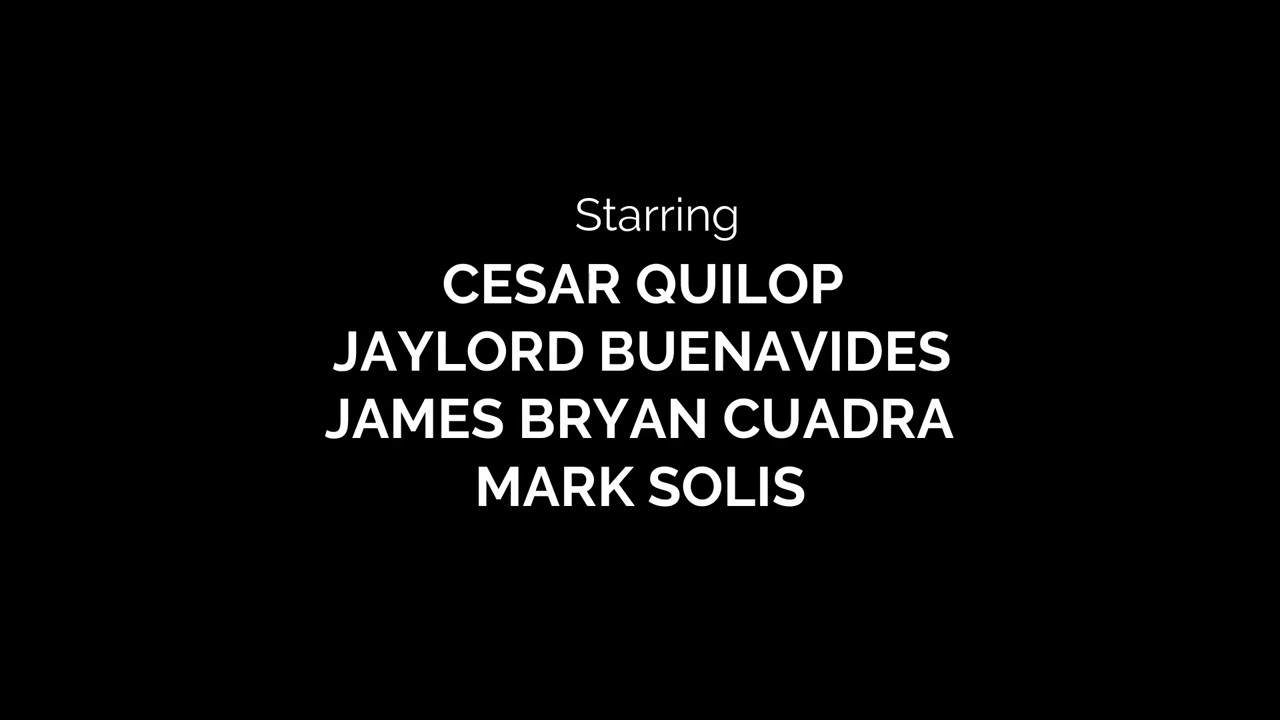 Starring
CESAR QUILOP
JAYLORD BUENAVIDES
JAMES BRYAN CUADRA
MARK SOLIS